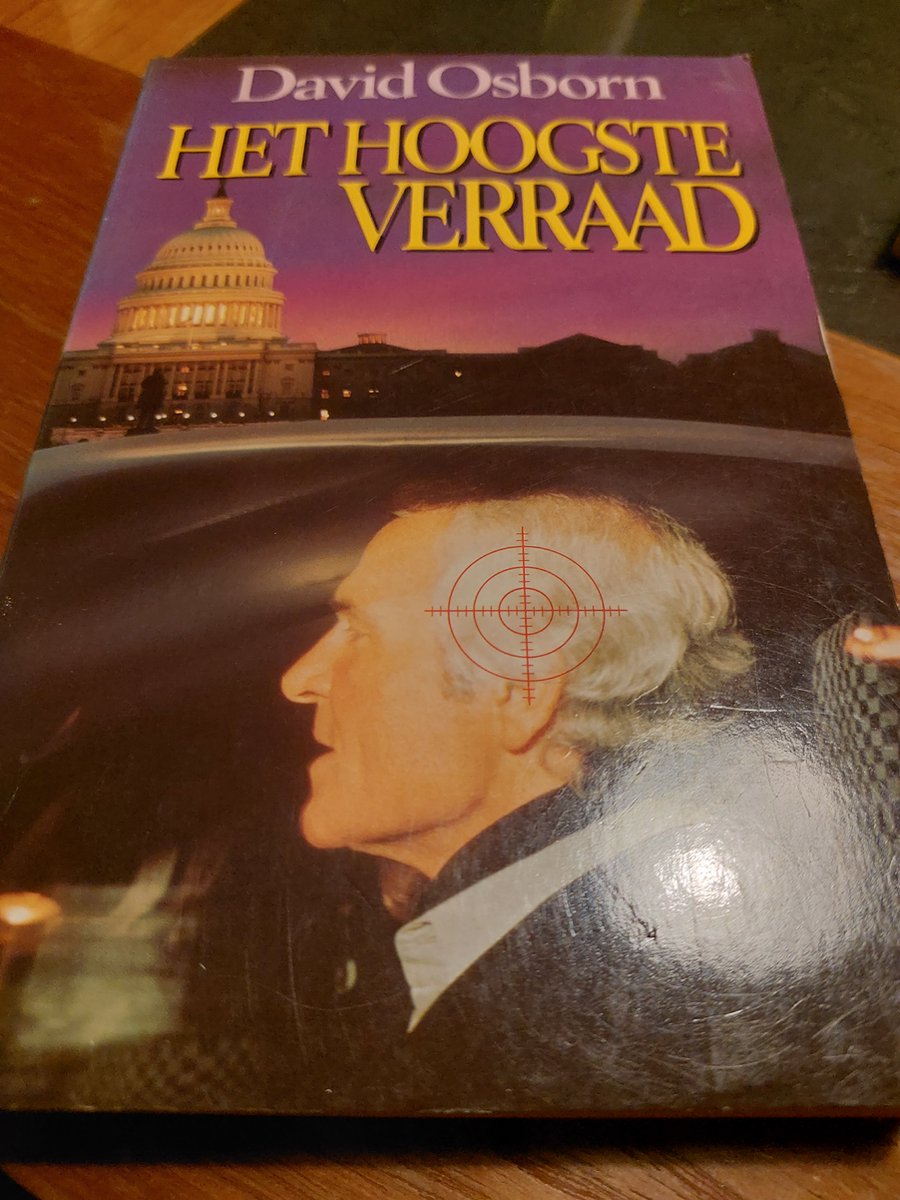 David Osborn
HET HOOGSTE
VERRAAD